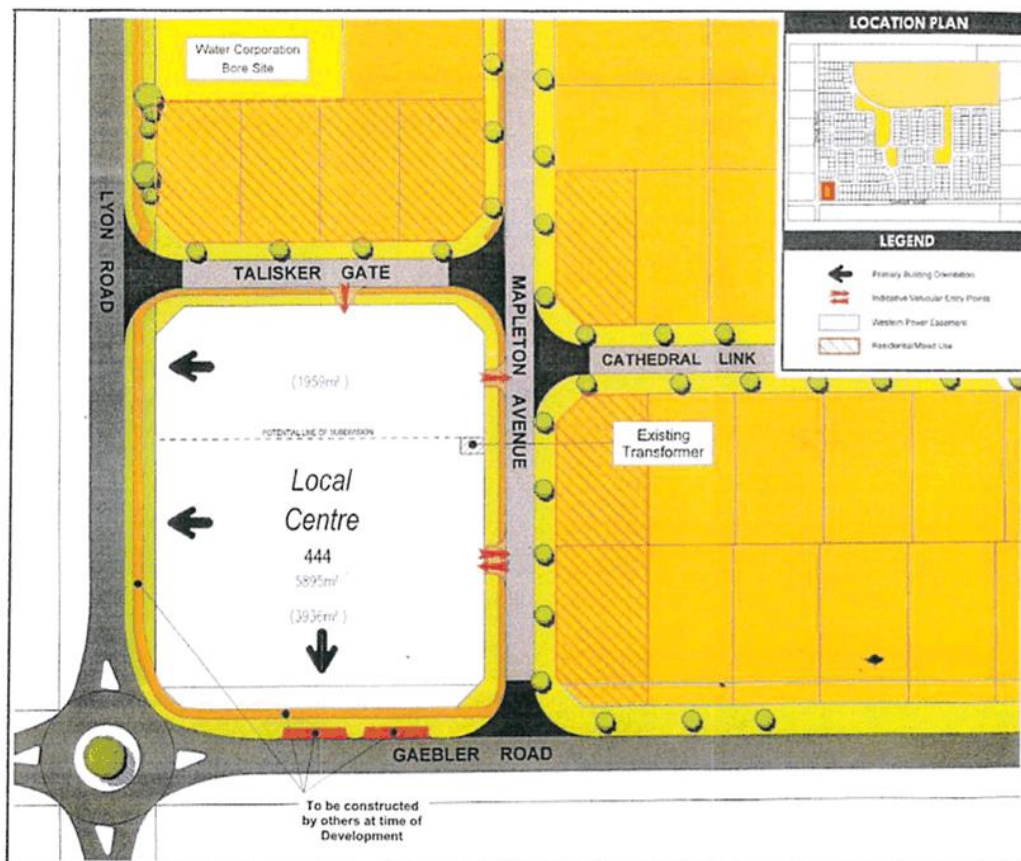 Water Corporation
Bore Site
LOCATION PLAN
LEGEND
Primary Building Orientation
Indicative Vehicular Entry Points
Western Power Easement
Residential/Mixed Use
LYON ROAD
TALISKER GATE
MAPLETON AVENUE
CATHEDRAL LINK
(1959m²)
POTENTIAL LINE OF SUBDIVISION
Existing
Transformer
Local
Centre
444
5895m²
(3936m²)
GAEBLER ROAD
To be constructed
by others at time of
Development